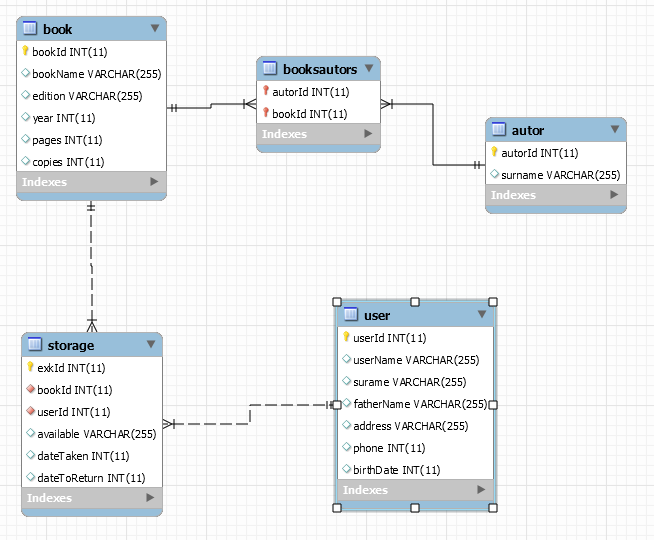 book
bookId INT(11)
bookName VARCHAR(255)
edition VARCHAR(255)
year INT(11)
pages INT(11)
copies INT(11)
Indexes
booksautors
autorId INT(11)
bookId INT(11)
Indexes
autor
autorId INT(11)
surname VARCHAR(255)
Indexes
storage
exkId INT(11)
bookId INT(11)
userId INT(11)
available VARCHAR(255)
dateTaken INT(11)
dateToReturn INT(11)
Indexes
user
userId INT(11)
userName VARCHAR(255)
surame VARCHAR(255)
fatherName VARCHAR(255)
address VARCHAR(255)
phone INT(11)
birthDate INT(11)
Indexes